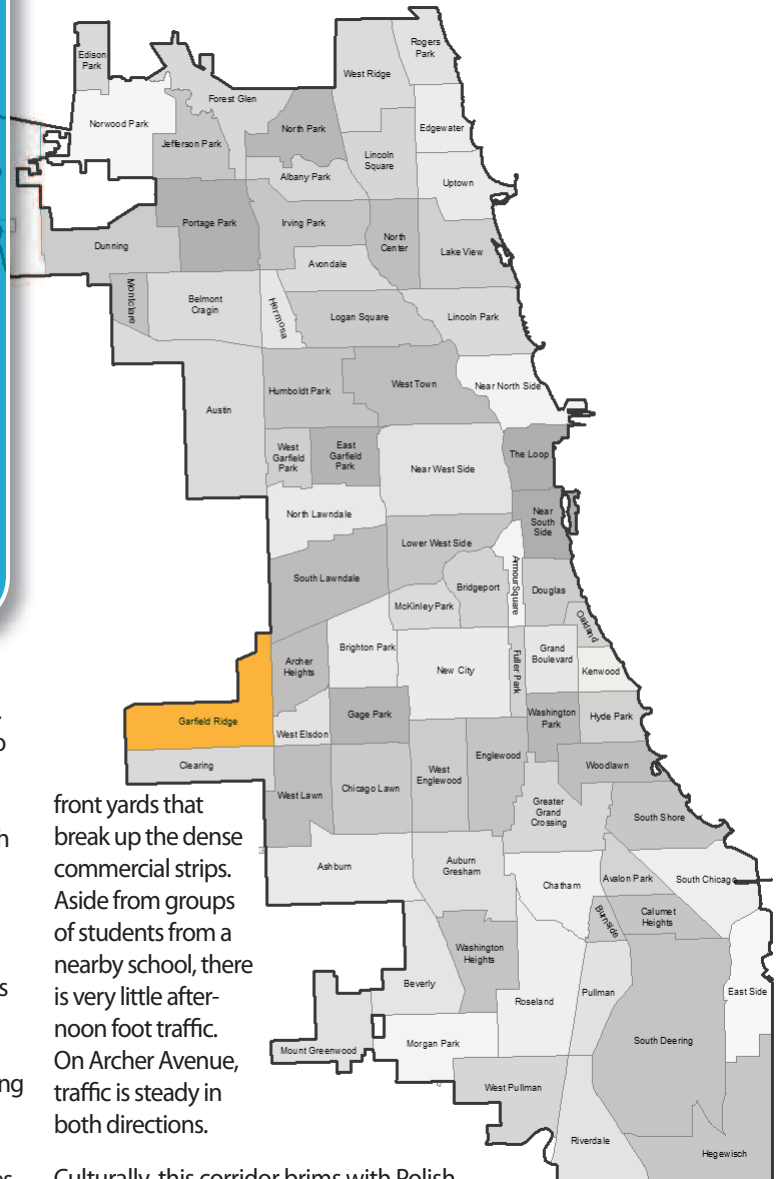 Edison
Park
Rogers
Park
West Ridge
Forest Glen
Norwood Park
North Park
Edgewater
Jefferson Park
Lincoln
Square
Albany Park
Uptown
Portage Park
Irving Park
North
Center
Dunning
Lake View
Avondale
Montclare
Belmont
Cragin
Hermosa
Logan Square
Lincoln Park
Humboldt Park
West Town
Near North Side
Austin
West
Garfield
Park
East
Garfield
Park
Near West Side
The Loop
North Lawndale
Near
South
Side
Lower West Side
South Lawndale
Bridgeport
Armour Square
Douglas
McKinley Park
Oakland
Brighton Park
Archer
Heights
New City
Fuller Park
Grand
Boulevard
Kenwood
Garfield Ridge
Gage Park
Washington
Park
Hyde Park
West Elsdon
Clearing
West
Englewood
Englewood
Woodlawn
West Lawn
Chicago Lawn
Greater
Grand
Crossing
South Shore
Ashburn
Auburn
Gresham
Chatham
Avalon Park
South Chicago
Burnside
Calumet
Heights
Washington
Heights
Beverly
Roseland
Pullman
East Side
Mount Greenwood
Morgan Park
South Deering
West Pullman
Riverdale
Hegewisch
front yards that
break up the dense
commercial strips.
Aside from groups
of students from a
nearby school, there
is very little after-
noon foot traffic.
On Archer Avenue,
traffic is steady in
both directions.
Culturally, this corridor brims with Polish